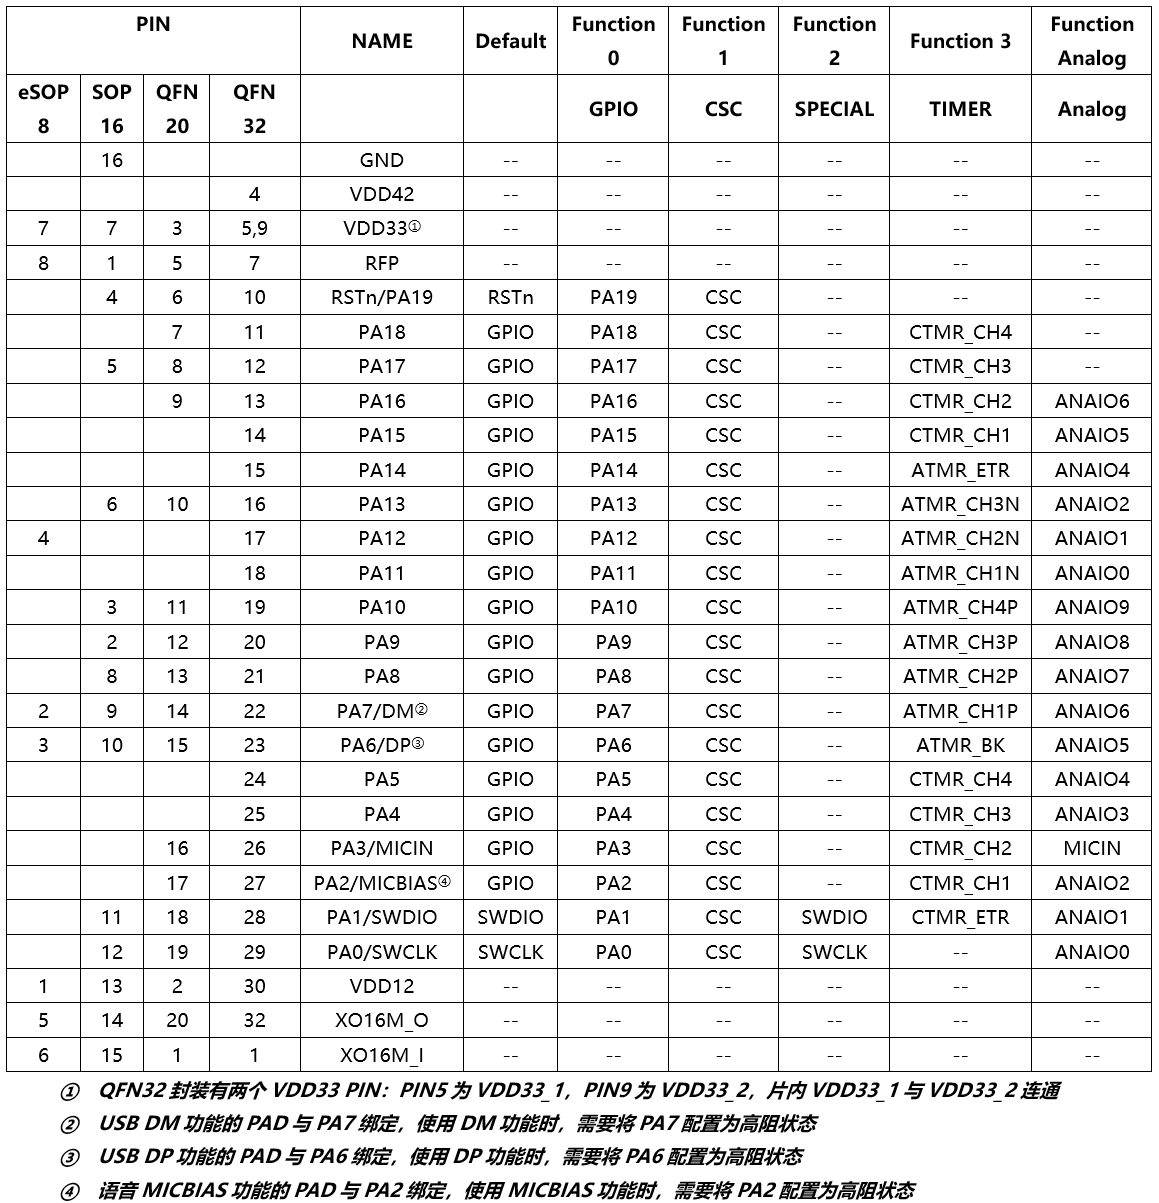 PIN NAME Default Function 0 Function 1 Function 2 Function 3 Function Analog
eSOP 8 SOP 16 QFN 20 QFN 32 GPIO CSC SPECIAL TIMER Analog
16 GND -- -- -- -- -- --
4 VDD42 -- -- -- -- -- --
7 7 3 5,9 VDD33① -- -- -- -- -- --
8 1 5 7 RFP -- -- -- -- -- --
4 6 10 RSTn/PA19 RSTn PA19 CSC -- -- --
7 11 PA18 GPIO PA18 CSC -- CTMR_CH4 --
5 8 12 PA17 GPIO PA17 CSC -- CTMR_CH3 --
9 13 PA16 GPIO PA16 CSC -- CTMR_CH2 ANAIO6
14 PA15 GPIO PA15 CSC -- CTMR_CH1 ANAIO5
15 PA14 GPIO PA14 CSC -- ATMR_ETR ANAIO4
6 10 16 PA13 GPIO PA13 CSC -- ATMR_CH3N ANAIO2
4 17 PA12 GPIO PA12 CSC -- ATMR_CH2N ANAIO1
18 PA11 GPIO PA11 CSC -- ATMR_CH1N ANAIO0
3 11 19 PA10 GPIO PA10 CSC -- ATMR_CH4P ANAIO9
2 12 20 PA9 GPIO PA9 CSC -- ATMR_CH3P ANAIO8
8 13 21 PA8 GPIO PA8 CSC -- ATMR_CH2P ANAIO7
2 9 14 22 PA7/DM② GPIO PA7 CSC -- ATMR_CH1P ANAIO6
3 10 15 23 PA6/DP③ GPIO PA6 CSC -- ATMR_BK ANAIO5
24 PA5 GPIO PA5 CSC -- CTMR_CH4 ANAIO4
25 PA4 GPIO PA4 CSC -- CTMR_CH3 ANAIO3
16 26 PA3/MICIN GPIO PA3 CSC -- CTMR_CH2 MICIN
17 27 PA2/MICBIAS④ GPIO PA2 CSC -- CTMR_CH1 ANAIO2
11 18 28 PA1/SWDIO SWDIO PA1 CSC SWDIO CTMR_ETR ANAIO1
12 19 29 PA0/SWCLK SWCLK PA0 CSC SWCLK -- ANAIO0
1 13 2 30 VDD12 -- -- -- -- -- --
5 14 20 32 XO16M_O -- -- -- -- -- --
6 15 1 1 XO16M_I -- -- -- -- -- --
① QFN32 封装有两个 VDD33 PIN：PIN5 为 VDD33_1，PIN9 为 VDD33_2，片内 VDD33_1 与 VDD33_2 连通
② USB DM 功能的 PAD 与 PA7 绑定，使用 DM 功能时，需要将 PA7 配置为高阻状态
③ USB DP 功能的 PAD 与 PA6 绑定，使用 DP 功能时，需要将 PA6 配置为高阻状态
④ 语音 MICBIAS 功能的 PAD 与 PA2 绑定，使用 MICBIAS 功能时，需要将 PA2 配置为高阻状态